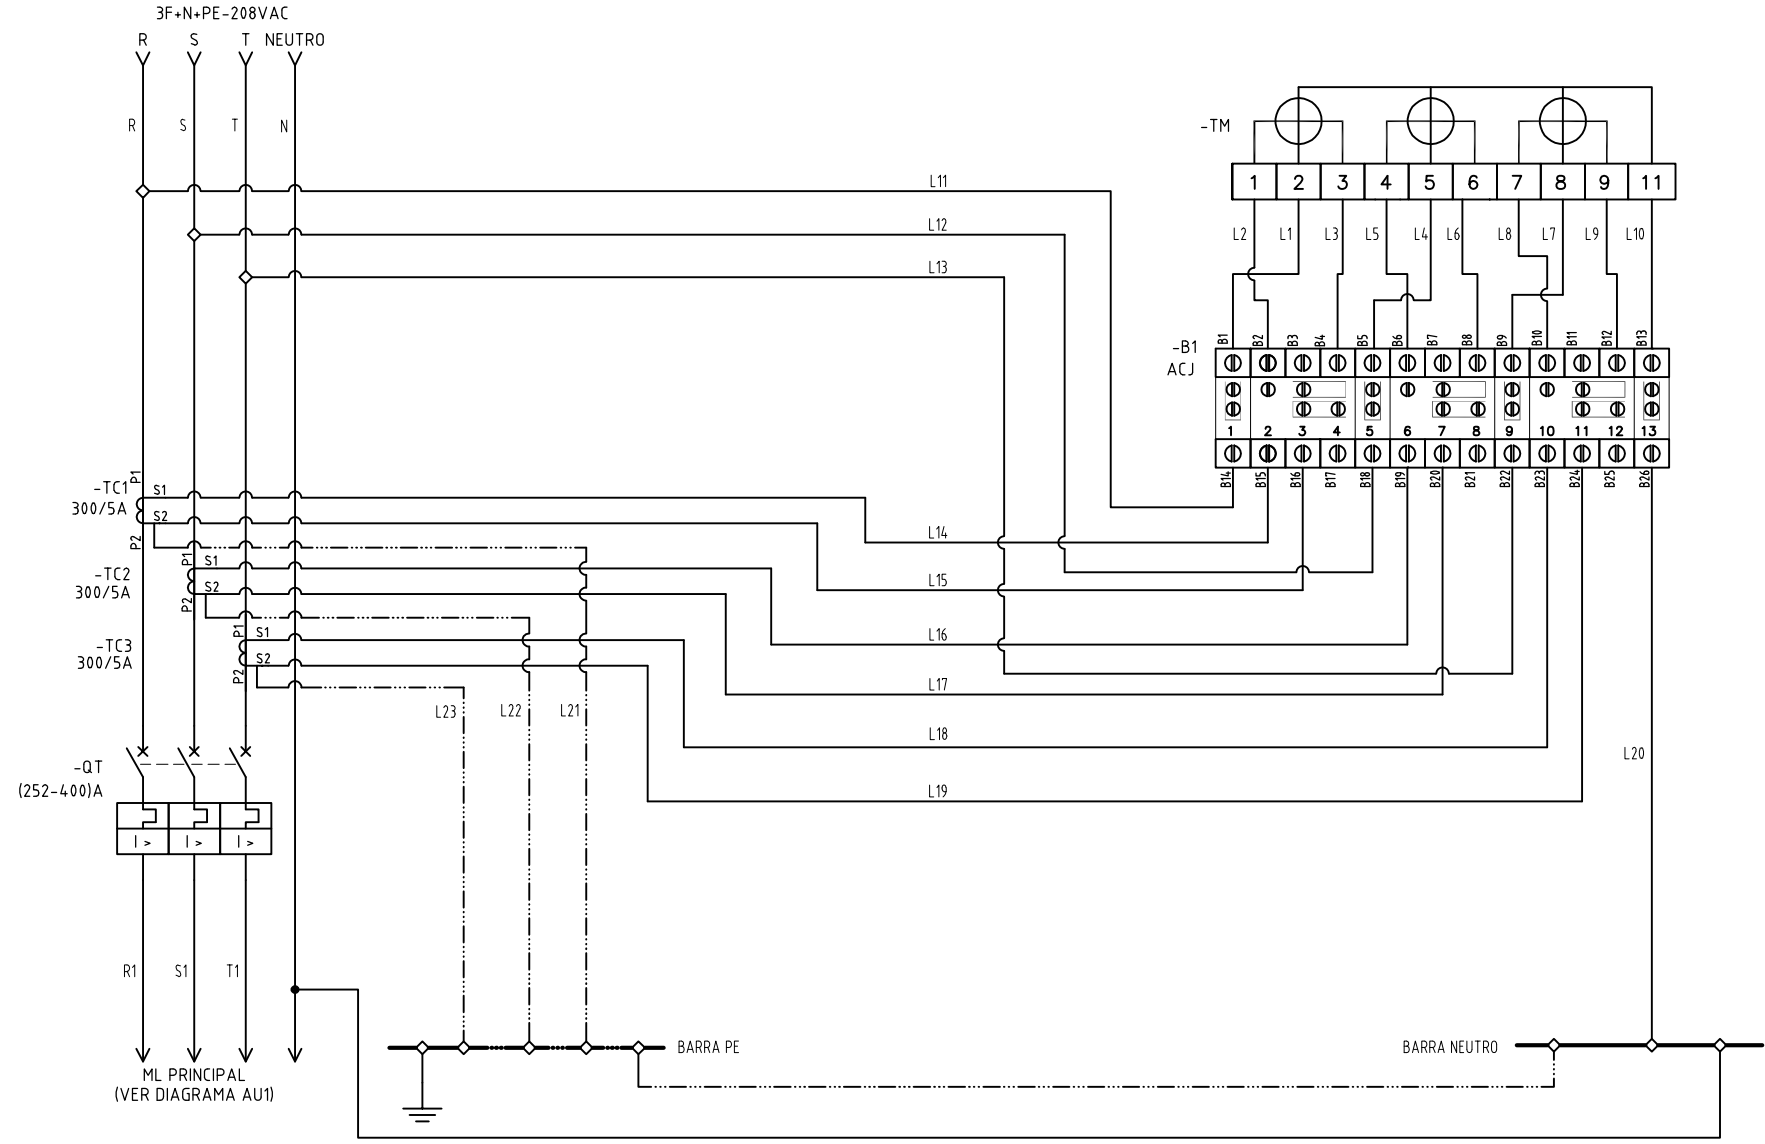 3F+N+PE-208VAC
R S T NEUTRO
R S T N
-TM
1 2 3 4 5 6 7 8 9 11
L2 L1 L3 L5 L4 L6 L8 L7 L9 L10
L11
L12
L13
-B1
ACJ
B1 B2 B3 B4 B5 B6 B7 B8 B9 B10 B11 B12 B13
1 2 3 4 5 6 7 8 9 10 11 12 13
B14 B15 B16 B17 B18 B19 B20 B21 B22 B23 B24 B25 B26
-TC1
300/5A
P1
S1
S2
P2
L14
-TC2
300/5A
P1
S1
S2
P2
L15
-TC3
300/5A
P1
S1
S2
P2
L16
L17
L23 L22 L21
L18
L20
-QT
(252-400)A
L19
I > I > I >
R1 S1 T1
BARRA PE
BARRA NEUTRO
ML PRINCIPAL
(VER DIAGRAMA AU1)